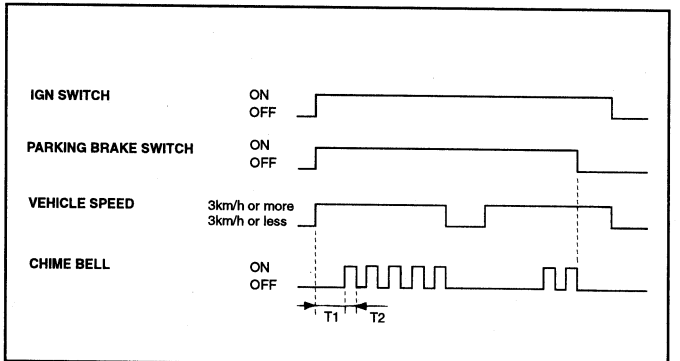 IGN SWITCH ON
OFF
PARKING BRAKE SWITCH ON
OFF
VEHICLE SPEED 3km/h or more
3km/h or less
CHIME BELL ON
OFF
T1 T2